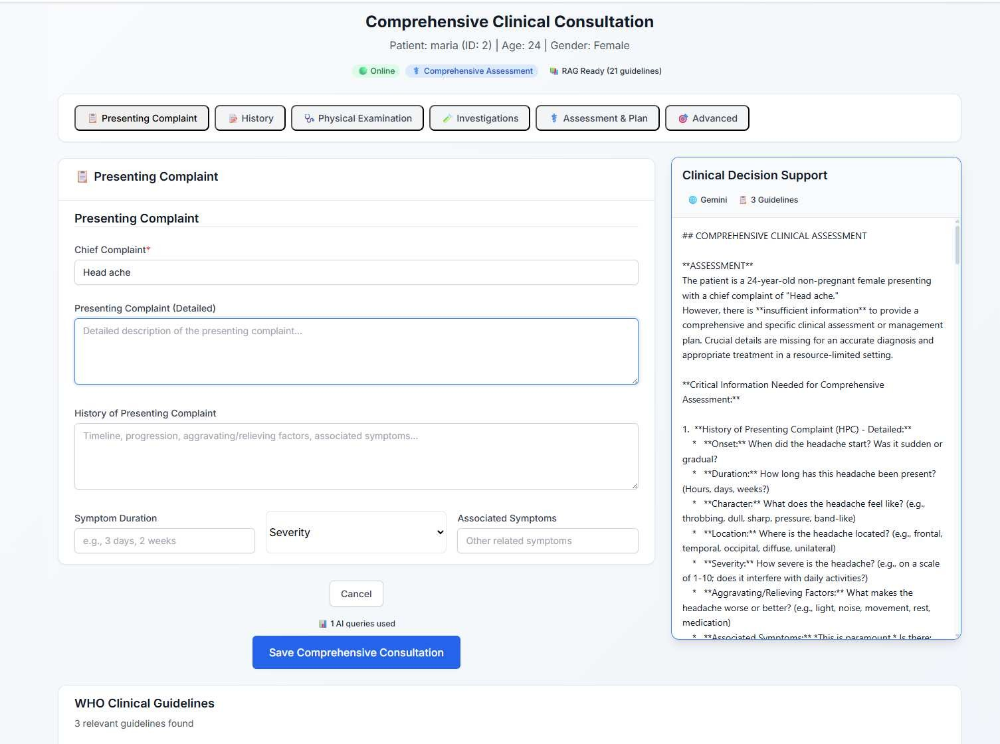 Comprehensive Clinical Consultation
Patient: maria (ID: 2) | Age: 24 | Gender: Female
Online
Comprehensive Assessment
RAG Ready (21 guidelines)
Presenting Complaint
History
Physical Examination
Investigations
Assessment & Plan
Advanced
Presenting Complaint
Presenting Complaint
Chief Complaint*
Head ache
Presenting Complaint (Detailed)
Detailed description of the presenting complaint...
History of Presenting Complaint
Timeline, progression, aggravating/relieving factors, associated symptoms...
Symptom Duration
e.g., 3 days, 2 weeks
Severity
Associated Symptoms
Other related symptoms
Cancel
1 AI queries used
Save Comprehensive Consultation
Clinical Decision Support
Gemini
3 Guidelines
## COMPREHENSIVE CLINICAL ASSESSMENT
**ASSESSMENT**
The patient is a 24-year-old non-pregnant female presenting
with a chief complaint of "Head ache."
However, there is **insufficient information** to provide a
comprehensive and specific clinical assessment or management
plan. Crucial details are missing for an accurate diagnosis and
appropriate treatment in a resource-limited setting.
**Critical Information Needed for Comprehensive
Assessment:**
1. **History of Presenting Complaint (HPC) - Detailed:**
* **Onset:** When did the headache start? Was it sudden or
gradual?
* **Duration:** How long has this headache been present?
(Hours, days, weeks?)
* **Character:** What does the headache feel like? (e.g.,
throbbing, dull, sharp, pressure, band-like)
* **Location:** Where is the headache located? (e.g., frontal,
temporal, occipital, diffuse, unilateral)
* **Severity:** How severe is the headache? (e.g., on a scale
of 1-10; does it interfere with daily activities?)
* **Aggravating/Relieving Factors:** What makes the
headache worse or better? (e.g., light, noise, movement, rest,
medication)
* **Associated Symptoms:** *This is paramount.* Is there:
WHO Clinical Guidelines
3 relevant guidelines found